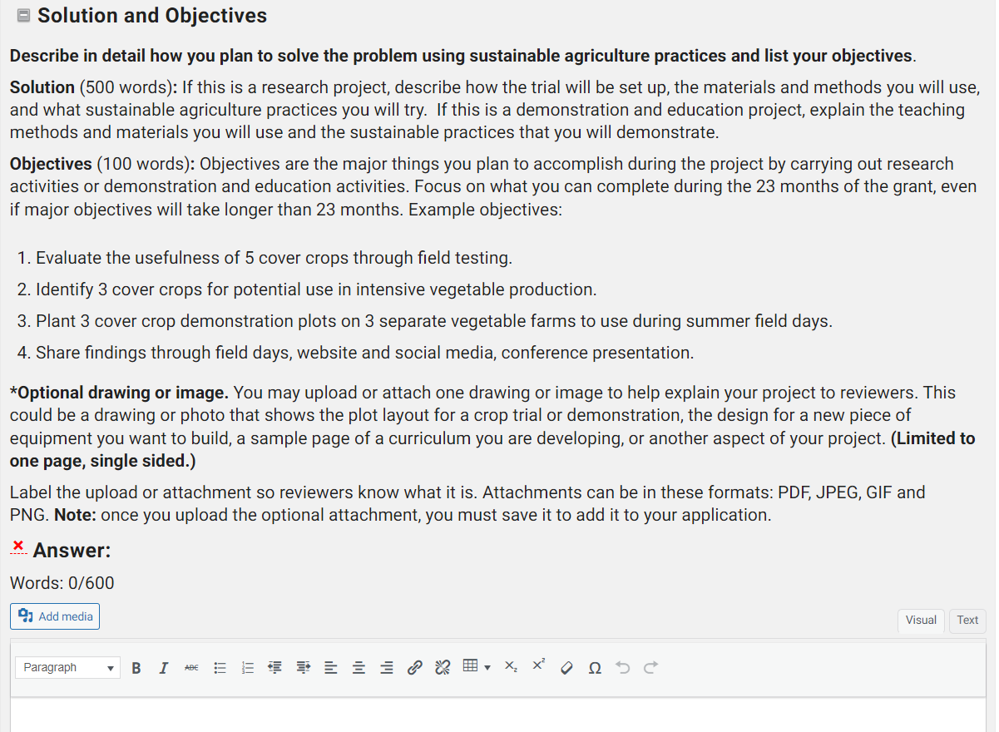 Solution and Objectives
Describe in detail how you plan to solve the problem using sustainable agriculture practices and list your objectives.
Solution (500 words): If this is a research project, describe how the trial will be set up, the materials and methods you will use,
and what sustainable agriculture practices you will try.  If this is a demonstration and education project, explain the teaching
methods and materials you will use and the sustainable practices that you will demonstrate.
Objectives (100 words): Objectives are the major things you plan to accomplish during the project by carrying out research
activities or demonstration and education activities. Focus on what you can complete during the 23 months of the grant, even
if major objectives will take longer than 23 months. Example objectives:
1. Evaluate the usefulness of 5 cover crops through field testing.
2. Identify 3 cover crops for potential use in intensive vegetable production.
3. Plant 3 cover crop demonstration plots on 3 separate vegetable farms to use during summer field days.
4. Share findings through field days, website and social media, conference presentation.
*Optional drawing or image. You may upload or attach one drawing or image to help explain your project to reviewers. This
could be a drawing or photo that shows the plot layout for a crop trial or demonstration, the design for a new piece of
equipment you want to build, a sample page of a curriculum you are developing, or another aspect of your project. (Limited to
one page, single sided.)
Label the upload or attachment so reviewers know what it is. Attachments can be in these formats: PDF, JPEG, GIF and
PNG. Note: once you upload the optional attachment, you must save it to add it to your application.
Answer:
Words: 0/600
Add media
Visual Text
Paragraph B I ABC X₂ X² Ω